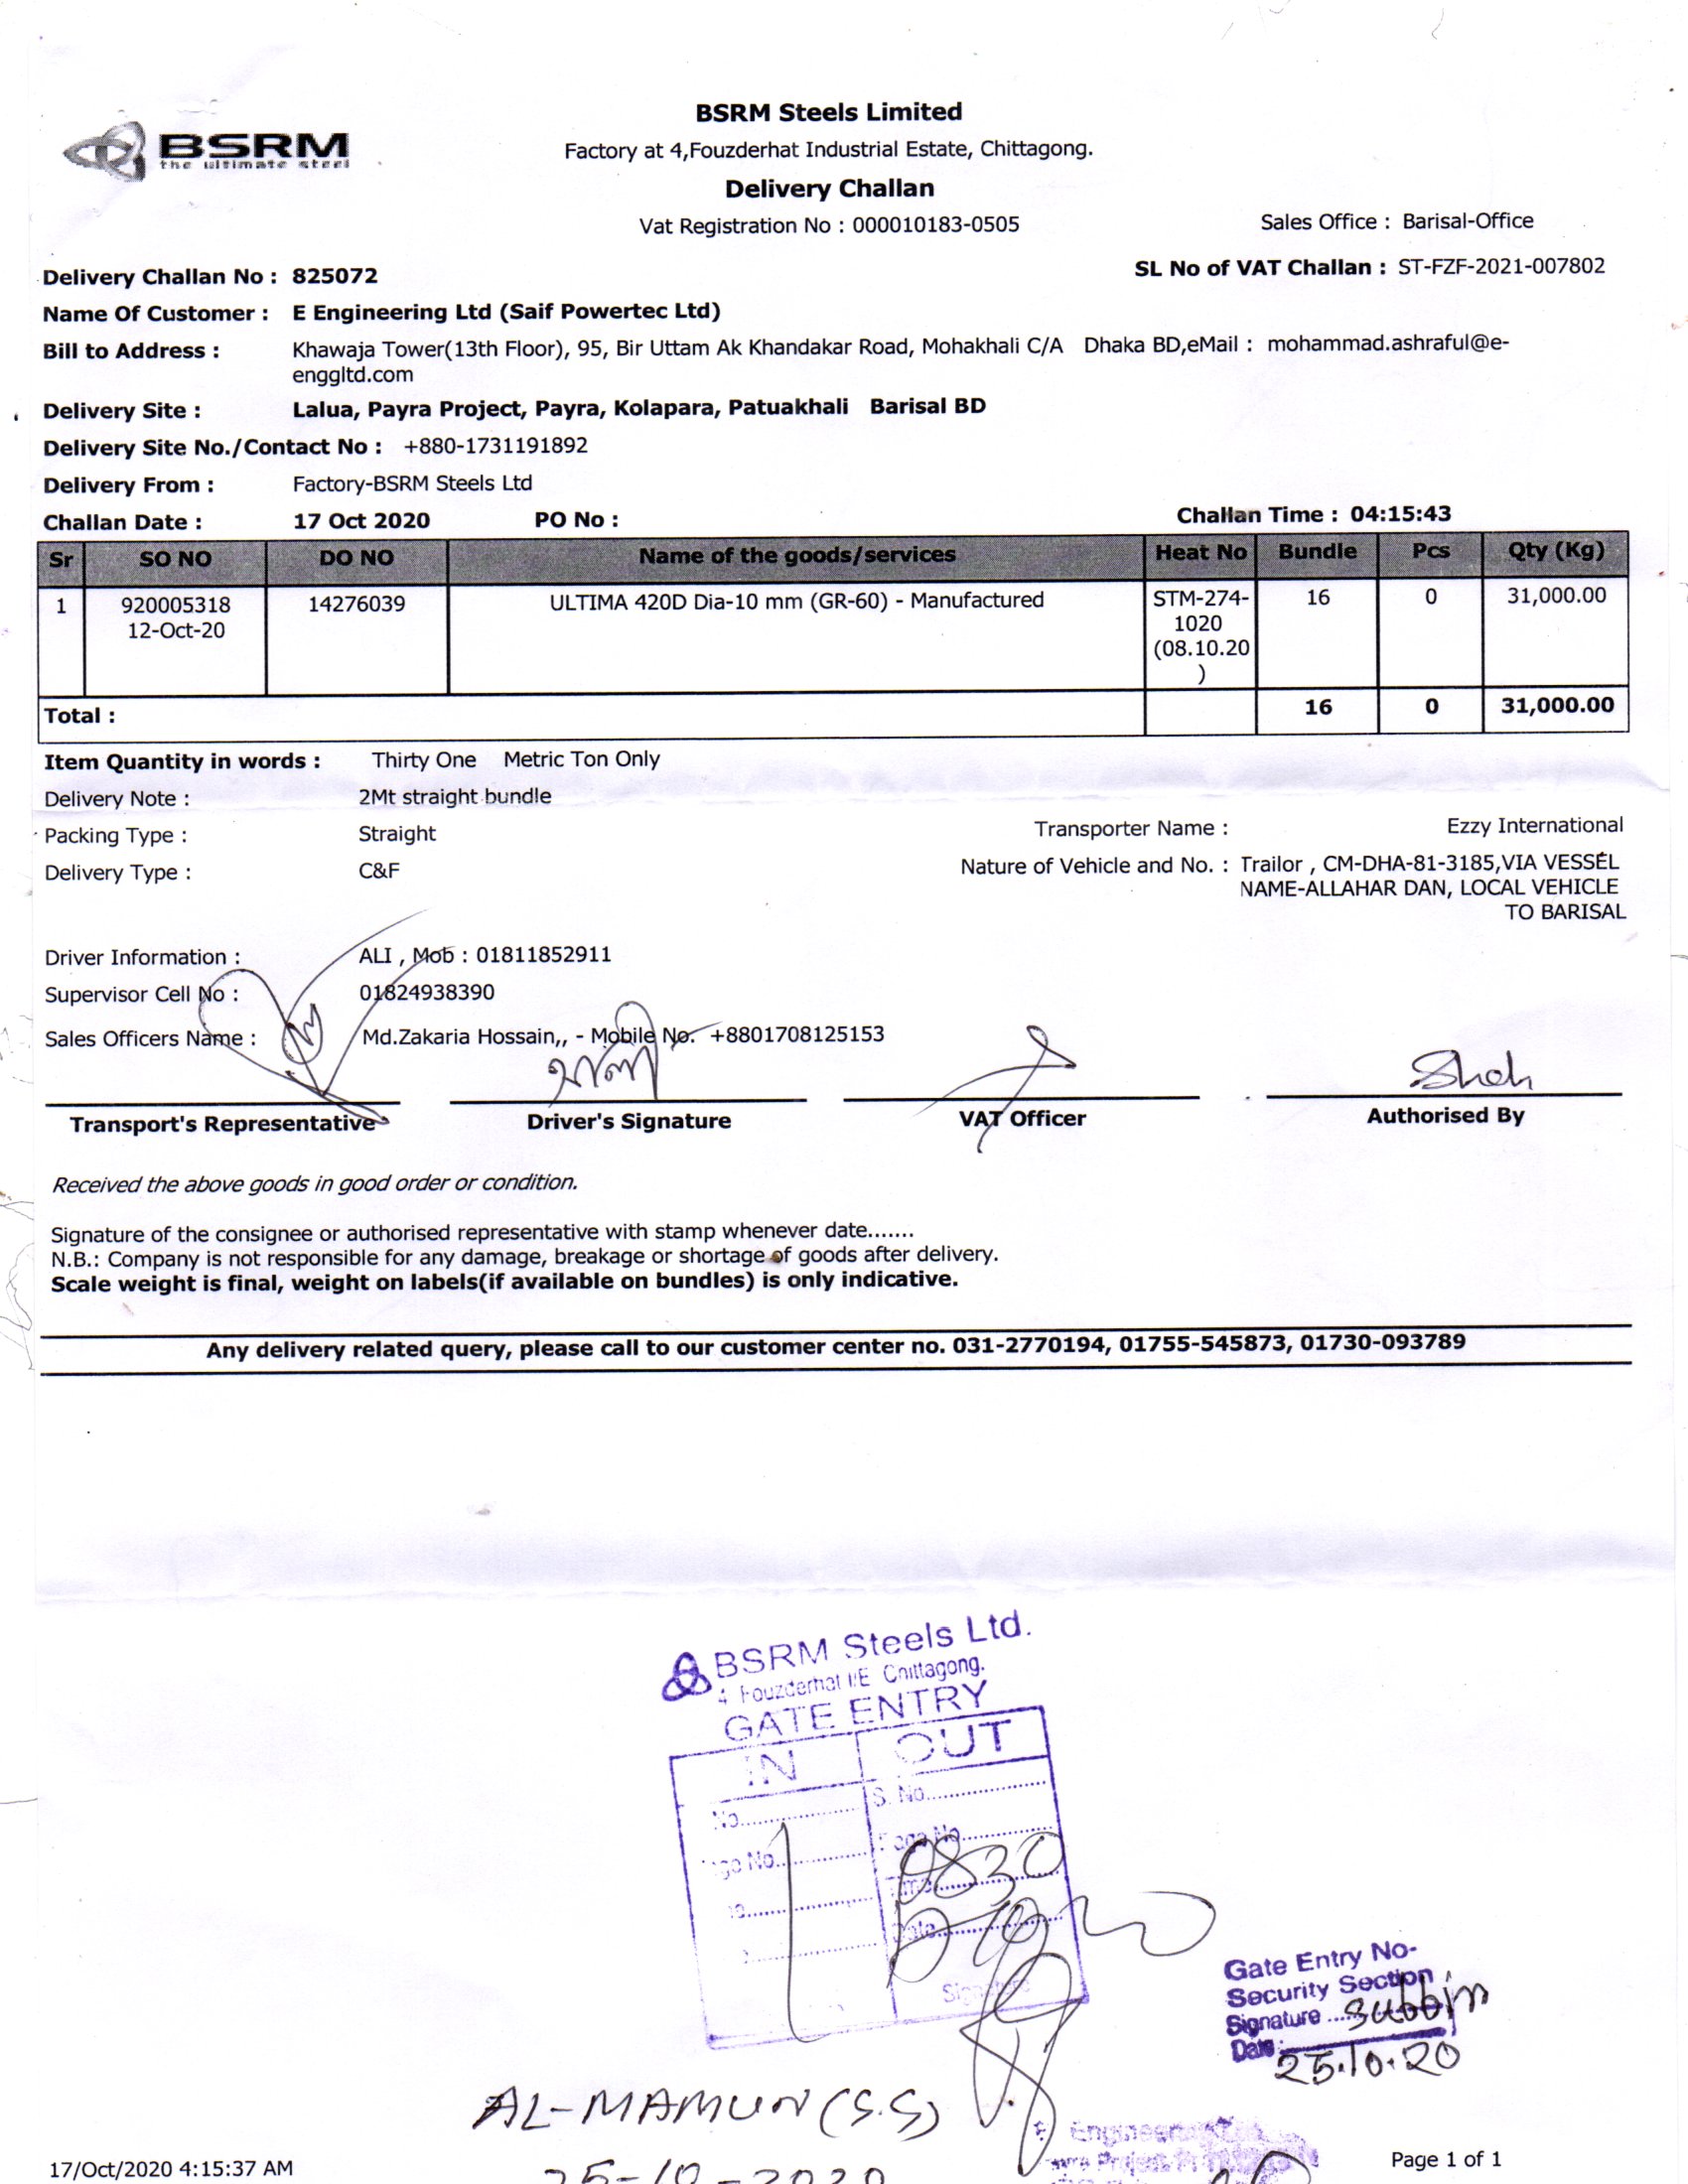 BSRM
the ultimate steel
BSRM Steels Limited
Factory at 4,Fouzderhat Industrial Estate, Chittagong.
Delivery Challan
Vat Registration No : 000010183-0505
Sales Office : Barisal-Office
Delivery Challan No : 825072
SL No of VAT Challan : ST-FZF-2021-007802
Name Of Customer : E Engineering Ltd (Saif Powertec Ltd)
Bill to Address : Khawaja Tower(13th Floor), 95, Bir Uttam Ak Khandakar Road, Mohakhali C/A Dhaka BD,eMail : mohammad.ashraful@e-
enggltd.com
Delivery Site : Lalua, Payra Project, Payra, Kolapara, Patuakhali Barisal BD
Delivery Site No./Contact No : +880-1731191892
Delivery From : Factory-BSRM Steels Ltd
Challan Date : 17 Oct 2020 PO No : Challan Time : 04:15:43
Sr SO NO DO NO Name of the goods/services Heat No Bundle Pcs Qty (Kg)
1 920005318 14276039 ULTIMA 420D Dia-10 mm (GR-60) - Manufactured STM-274- 16 0 31,000.00
12-Oct-20 1020
(08.10.20
)
Total : 16 0 31,000.00
Item Quantity in words : Thirty One Metric Ton Only
Delivery Note : 2Mt straight bundle
Packing Type : Straight
Transporter Name : Ezzy International
Delivery Type : C&F
Nature of Vehicle and No. : Trailor , CM-DHA-81-3185,VIA VESSEL
NAME-ALLAHAR DAN, LOCAL VEHICLE
TO BARISAL
Driver Information : ALI , Mob : 01811852911
Supervisor Cell No : 01824938390
Sales Officers Name : Md.Zakaria Hossain,, - Mobile No. +8801708125153
Transport's Representative Driver's Signature VAT Officer Authorised By
Received the above goods in good order or condition.
Signature of the consignee or authorised representative with stamp whenever date.......
N.B.: Company is not responsible for any damage, breakage or shortage of goods after delivery.
Scale weight is final, weight on labels(if available on bundles) is only indicative.
Any delivery related query, please call to our customer center no. 031-2770194, 01755-545873, 01730-093789
BSRM Steels Ltd.
4 Fouzderhat I/E Chittagong.
GATE ENTRY
IN OUT
No.......... S. No..........
Page No.
0830
Time
Date
Signature
Gate Entry No-
Security Section
Signature ..... Subbin
Date:
25.10.20
AL-MAMUN (S.S)
25-10-2020
17/Oct/2020 4:15:37 AM
Page 1 of 1